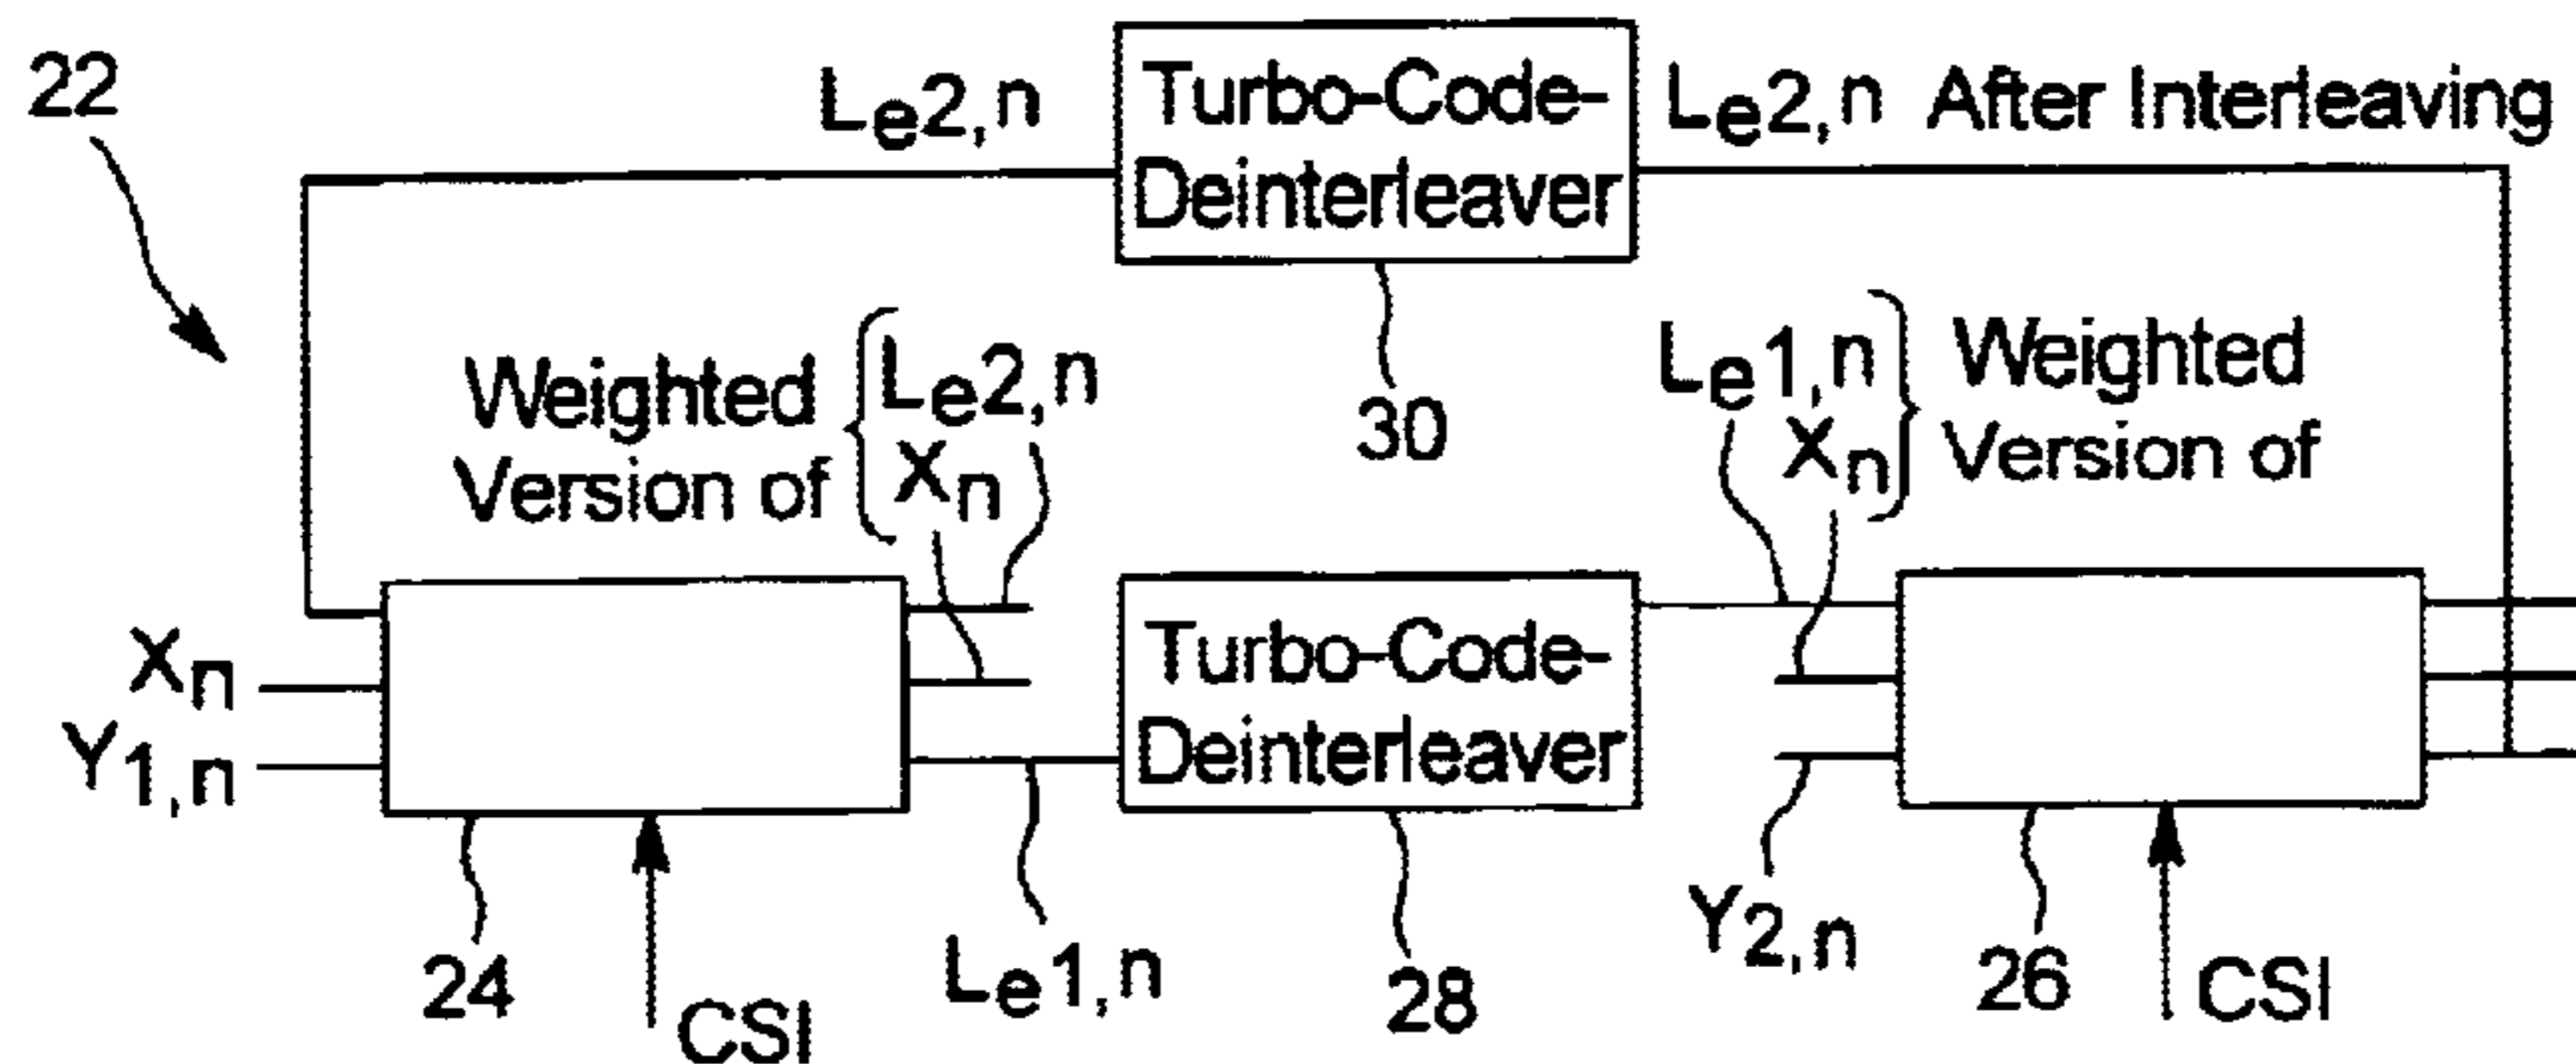 22
Le2,n
Turbo-Code-
Deinterleaver
Le2,n After Interleaving
30
Weighted
Version of
Le2,n
Xn
Le1,n
Xn
Weighted
Version of
Xn
Y1,n
24
CSI
Le1,n
Turbo-Code-
Deinterleaver
28
Y2,n
26
CSI